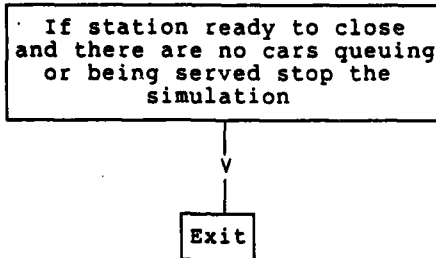 If station ready to close
and there are no cars queuing
or being served stop the
simulation
V
Exit